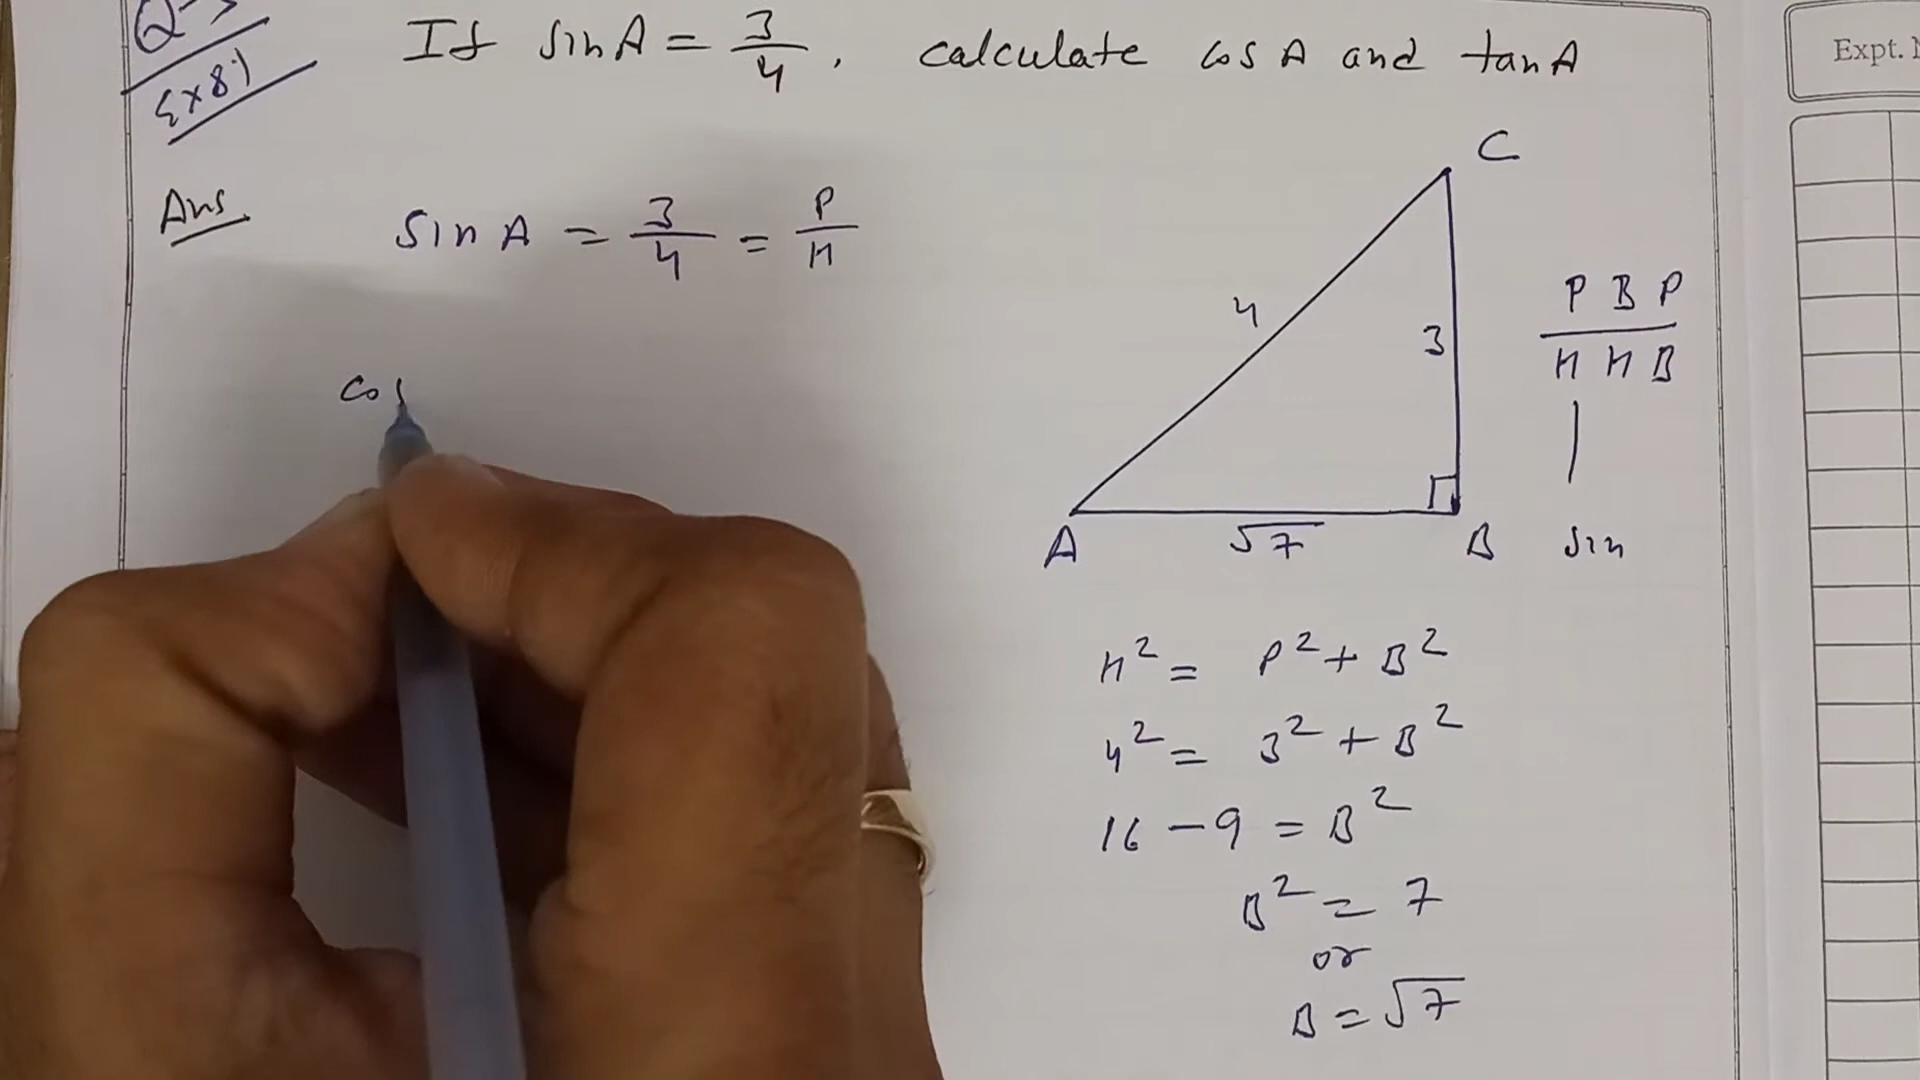 If sin A = 3/4 , calculate cos A and tan A
Ex 8.1
Ans
sin A = 3/4 = P/H
C
4
3
P B P
H H B
cos
A
√7
B
sin
H² = P² + B²
4² = 3² + B²
16 - 9 = B²
B² = 7
or
B = √7
Expt.